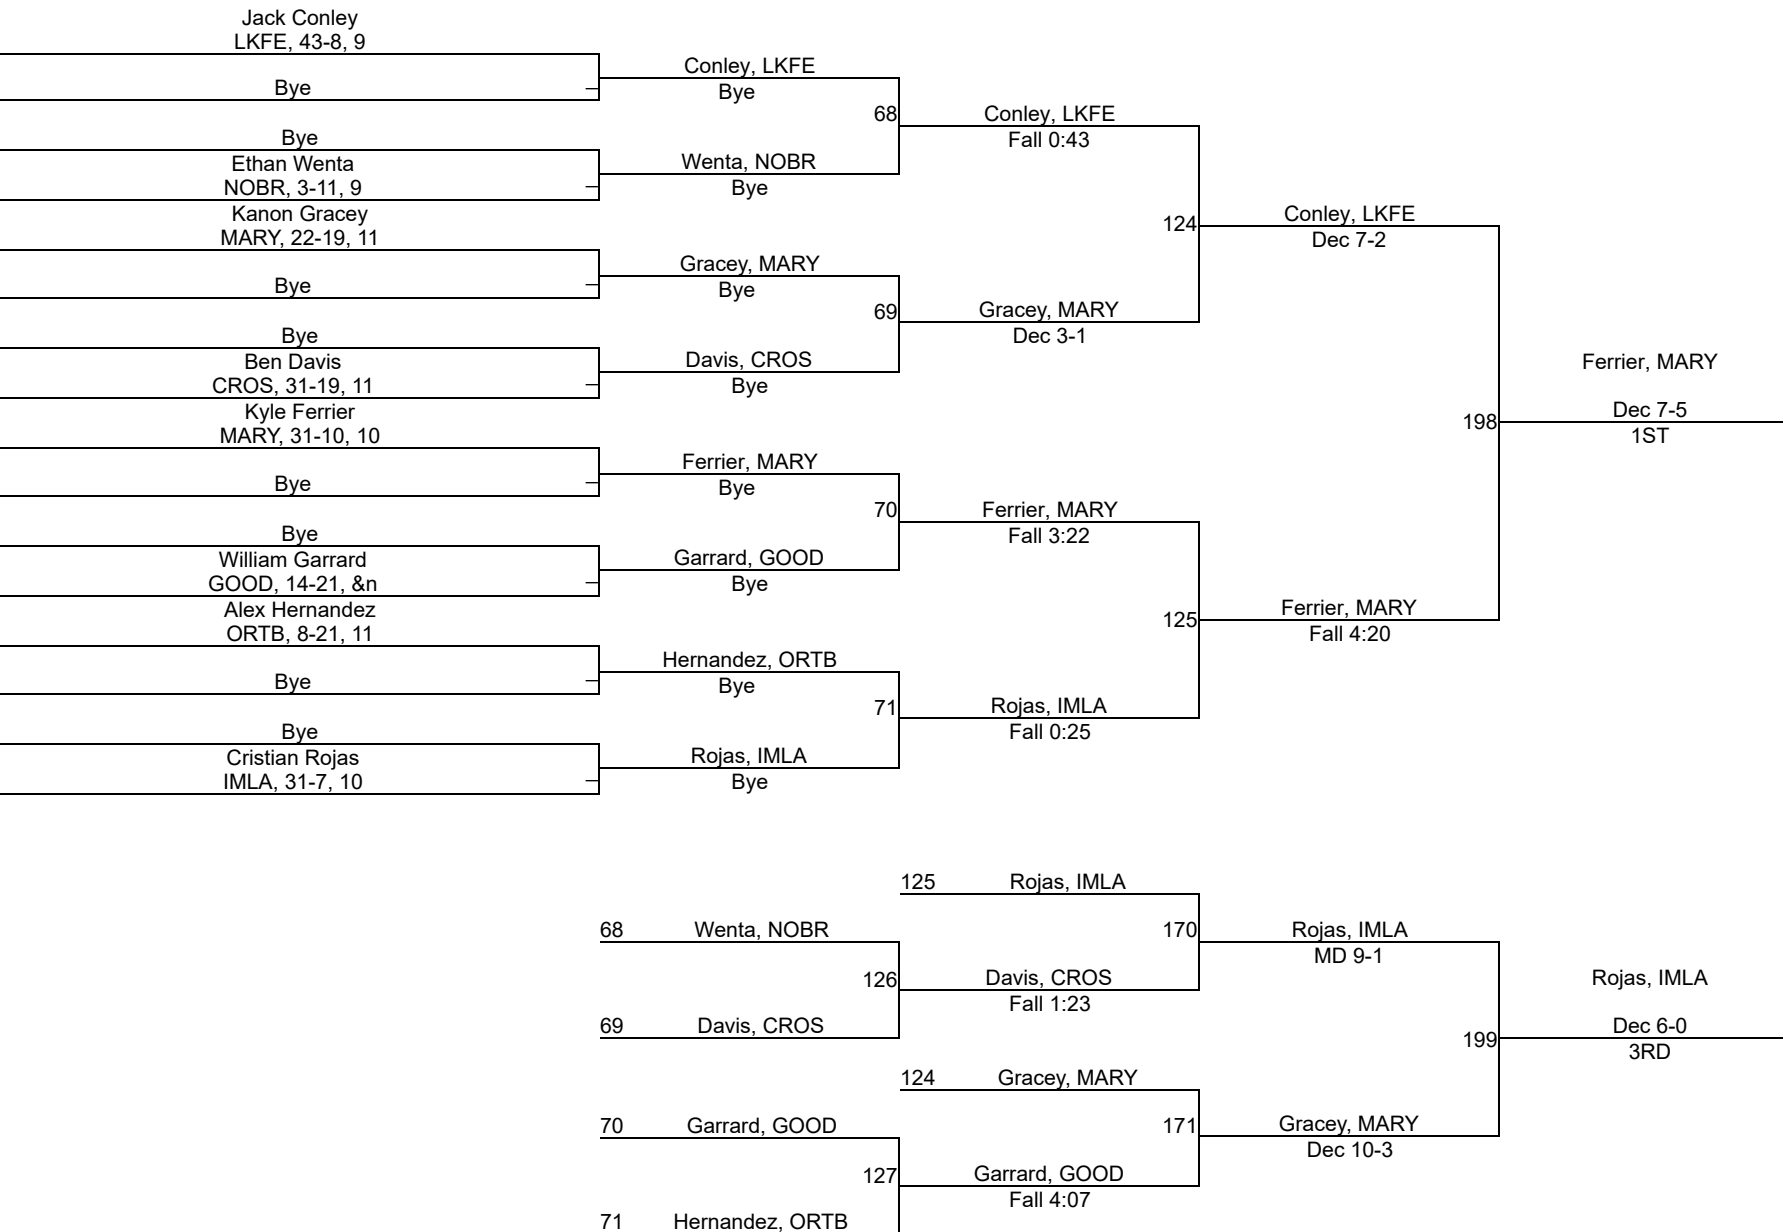 Jack Conley
LKFE, 43-8, 9
Bye
Bye
Ethan Wenta
NOBR, 3-11, 9
Kanon Gracey
MARY, 22-19, 11
Bye
Bye
Ben Davis
CROS, 31-19, 11
Kyle Ferrier
MARY, 31-10, 10
Bye
Bye
William Garrard
GOOD, 14-21, &n
Alex Hernandez
ORTB, 8-21, 11
Bye
Bye
Cristian Rojas
IMLA, 31-7, 10
Conley, LKFE
Bye
68
Wenta, NOBR
Bye
Gracey, MARY
Bye
69
Davis, CROS
Bye
Ferrier, MARY
Bye
70
Garrard, GOOD
Bye
Hernandez, ORTB
Bye
71
Rojas, IMLA
Bye
Conley, LKFE
Fall 0:43
124
Gracey, MARY
Dec 3-1
Ferrier, MARY
Fall 3:22
125
Rojas, IMLA
Fall 0:25
Conley, LKFE
Dec 7-2
198
Ferrier, MARY
Fall 4:20
Ferrier, MARY
Dec 7-5
1ST
68 Wenta, NOBR
126
69 Davis, CROS
70 Garrard, GOOD
127
71 Hernandez, ORTB
125 Rojas, IMLA
170
Davis, CROS
Fall 1:23
124 Gracey, MARY
171
Garrard, GOOD
Fall 4:07
Rojas, IMLA
MD 9-1
199
Gracey, MARY
Dec 10-3
Rojas, IMLA
Dec 6-0
3RD